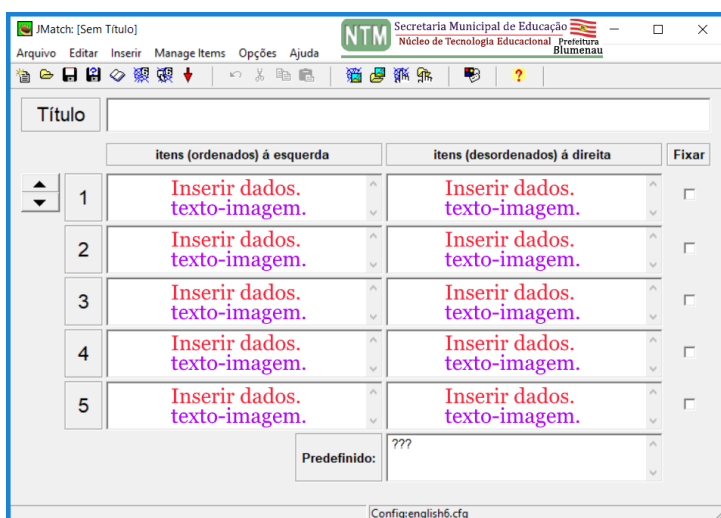 JMatch: [Sem Título]
NTM
Secretaria Municipal de Educação
Núcleo de Tecnologia Educacional
Prefeitura
Blumenau
Arquivo Editar Inserir Manage Items Opções Ajuda
Título
itens (ordenados) á esquerda
itens (desordenados) á direita
Fixar
1
Inserir dados.
texto-imagem.
Inserir dados.
texto-imagem.
2
Inserir dados.
texto-imagem.
Inserir dados.
texto-imagem.
3
Inserir dados.
texto-imagem.
Inserir dados.
texto-imagem.
4
Inserir dados.
texto-imagem.
Inserir dados.
texto-imagem.
5
Inserir dados.
texto-imagem.
Inserir dados.
texto-imagem.
Predefinido:
???
Config:english6.cfg